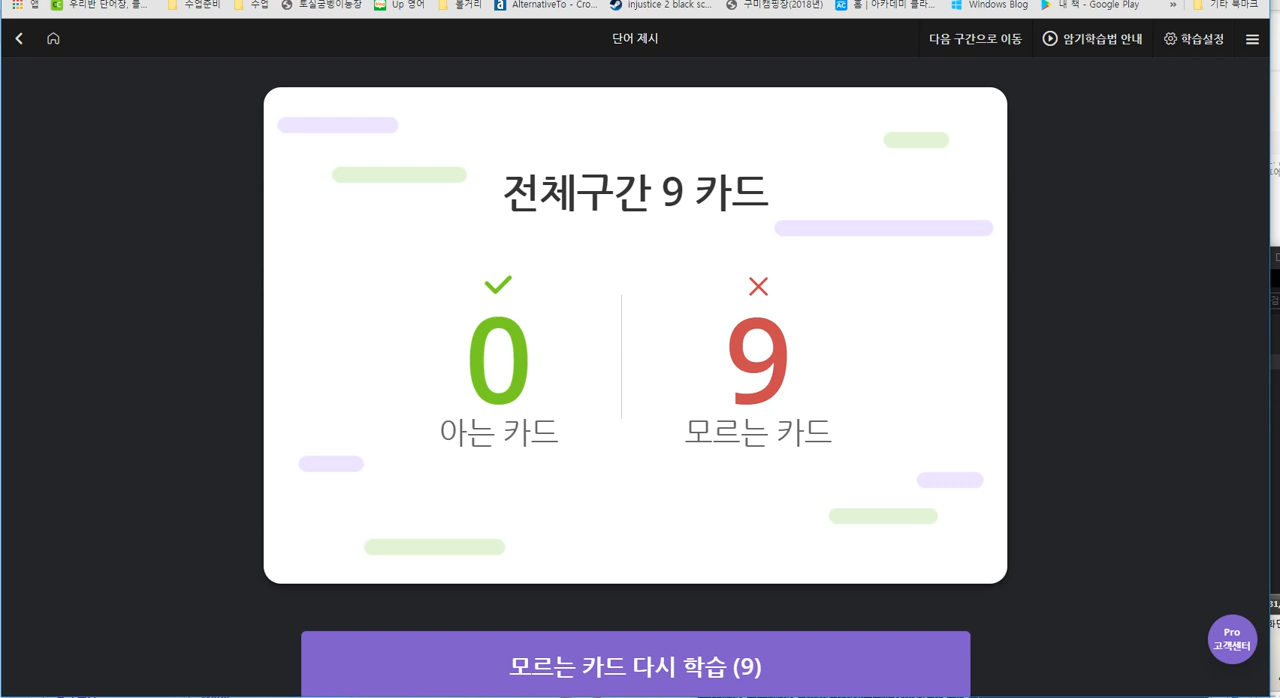 앱 우리반 단어장, 클... 수업준비 수업 토실금벙이농장 Up 영어 볼거리 AlternativeTo - Cro... injustice 2 black sc... 구미캠핑장(2018년) 홈 | 아카데미 클라... Windows Blog 내 책 - Google Play » 기타 북마크
단어 제시 다음 구간으로 이동 암기학습법 안내 학습설정
전체구간 9 카드
0 9
아는 카드 모르는 카드
Pro
고객센터
모르는 카드 다시 학습 (9)